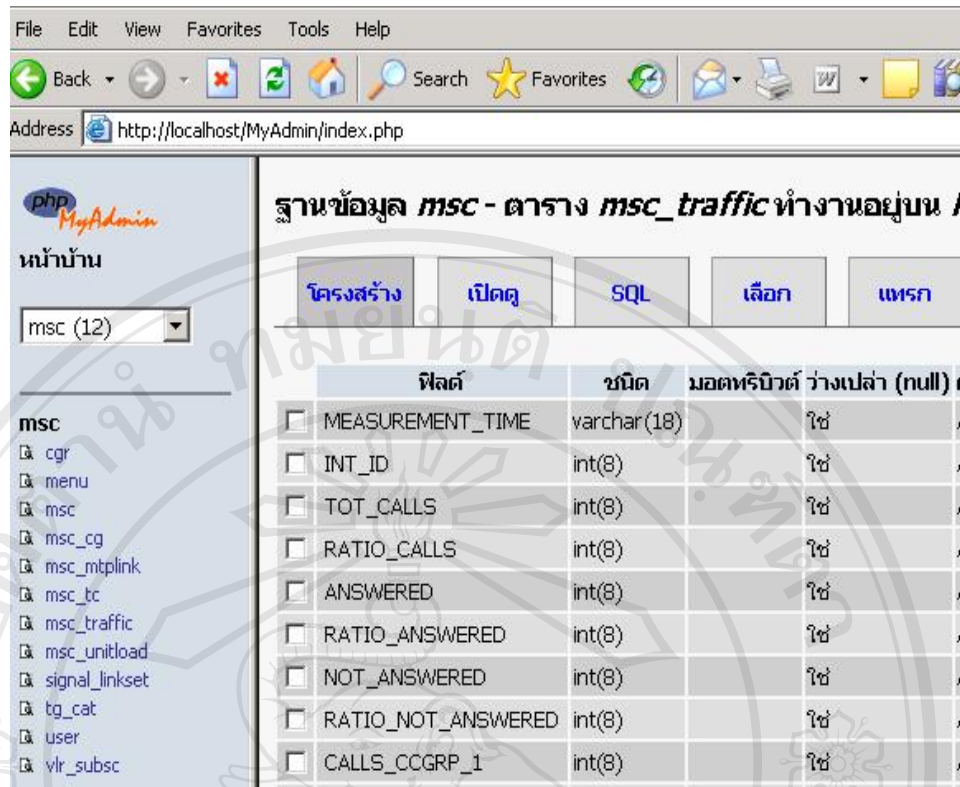 File Edit View Favorites Tools Help
Back Search Favorites
Address http://localhost/MyAdmin/index.php
php
MyAdmin
หน้าบ้าน
msc (12)
msc
cgr
menu
msc
msc_cg
msc_mtplink
msc_tc
msc_traffic
msc_unitload
signal_linkset
tg_cat
user
vlr_subsc
ฐานข้อมูล msc - ตาราง msc_traffic ทำงานอยู่บน
โครงสร้าง เปิดดู SQL เลือก แทรก
ฟิลด์ ชนิด มอตทริบิวต์ ว่างเปล่า (null)
MEASUREMENT_TIME varchar(18) ใช่
INT_ID int(8) ใช่
TOT_CALLS int(8) ใช่
RATIO_CALLS int(8) ใช่
ANSWERED int(8) ใช่
RATIO_ANSWERED int(8) ใช่
NOT_ANSWERED int(8) ใช่
RATIO_NOT_ANSWERED int(8) ใช่
CALLS_CCGRP_1 int(8) ใช่